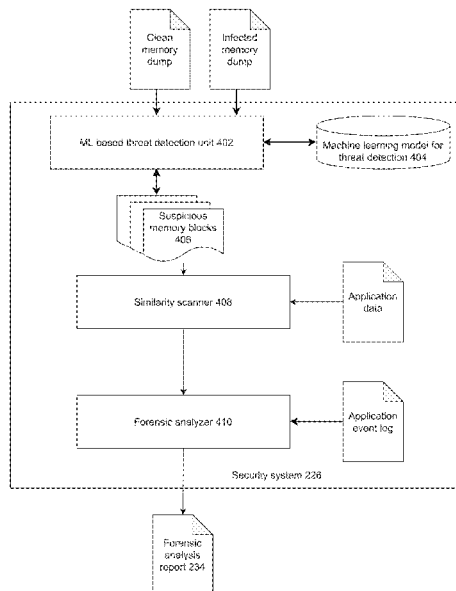 Clean
memory
dump
Infected
memory
dump
ML based threat detection unit 402
Machine learning model for
threat detection 404
Suspicious
memory blocks
406
Similarity scanner 408
Application
data
Forensic analyzer 410
Application
event log
Security system 226
Forensic
analysis
report 234